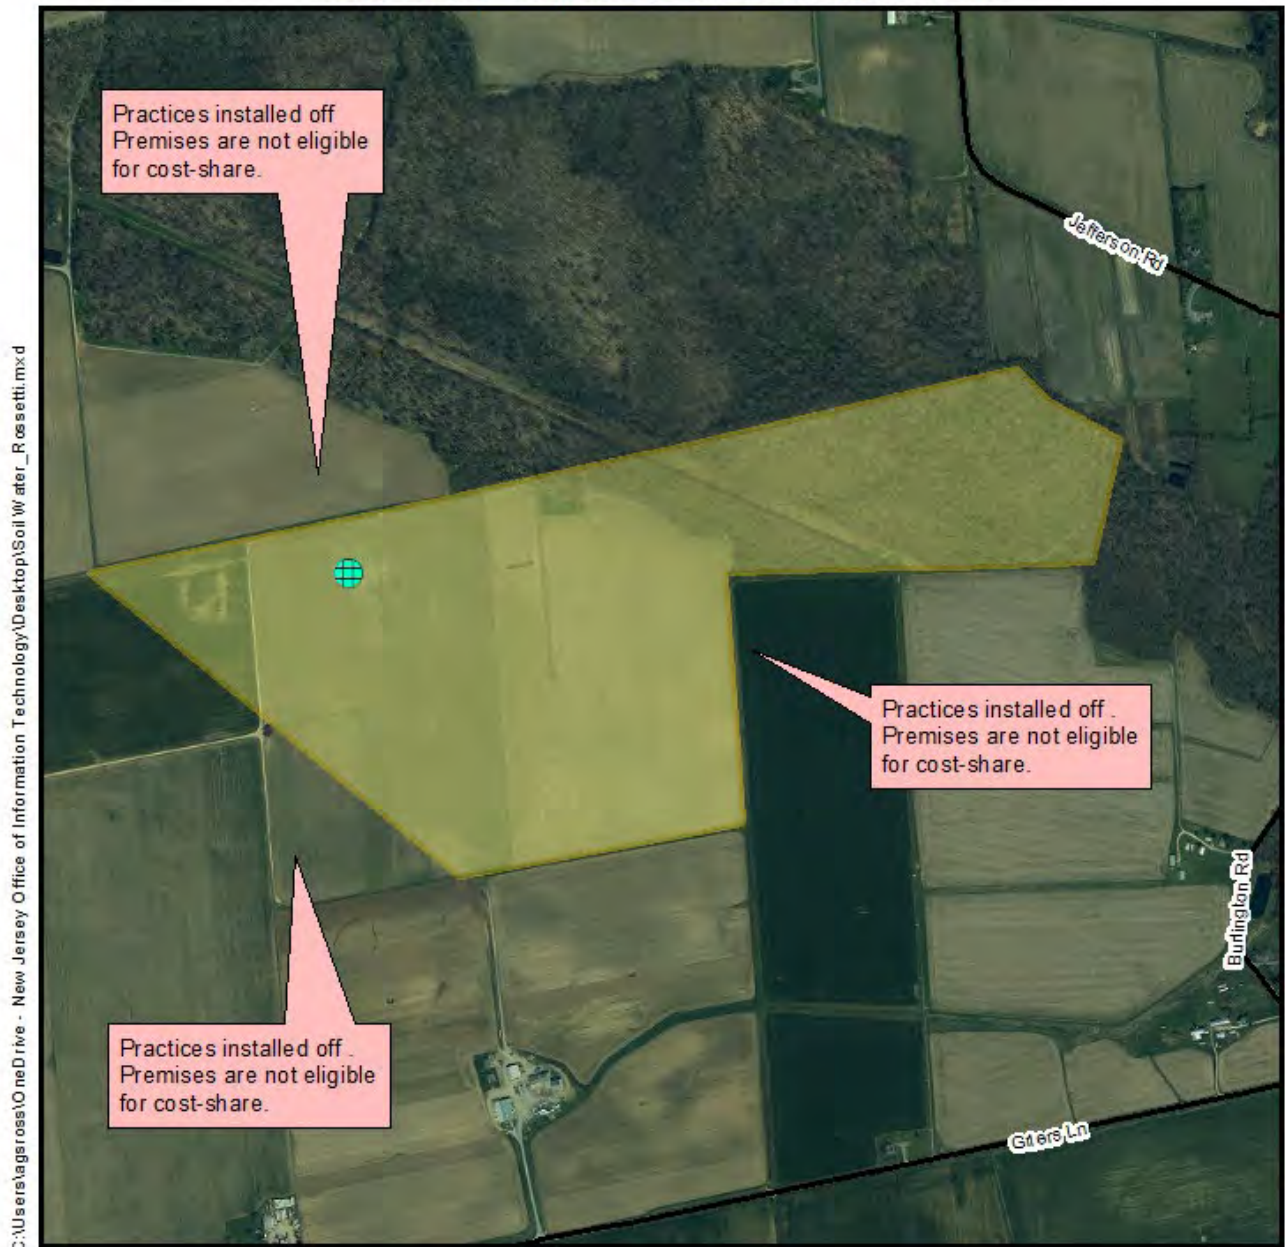 Practices installed off
Premises are not eligible
for cost-share.
Jefferson Rd
Practices installed off .
Premises are not eligible
for cost-share.
Burlington Rd
Practices installed off .
Premises are not eligible
for cost-share.
Griers Ln
C:\Users\agsross\OneDrive - New Jersey Office of Information Technology\Desktop\Soil Water_Rossetti.mxd